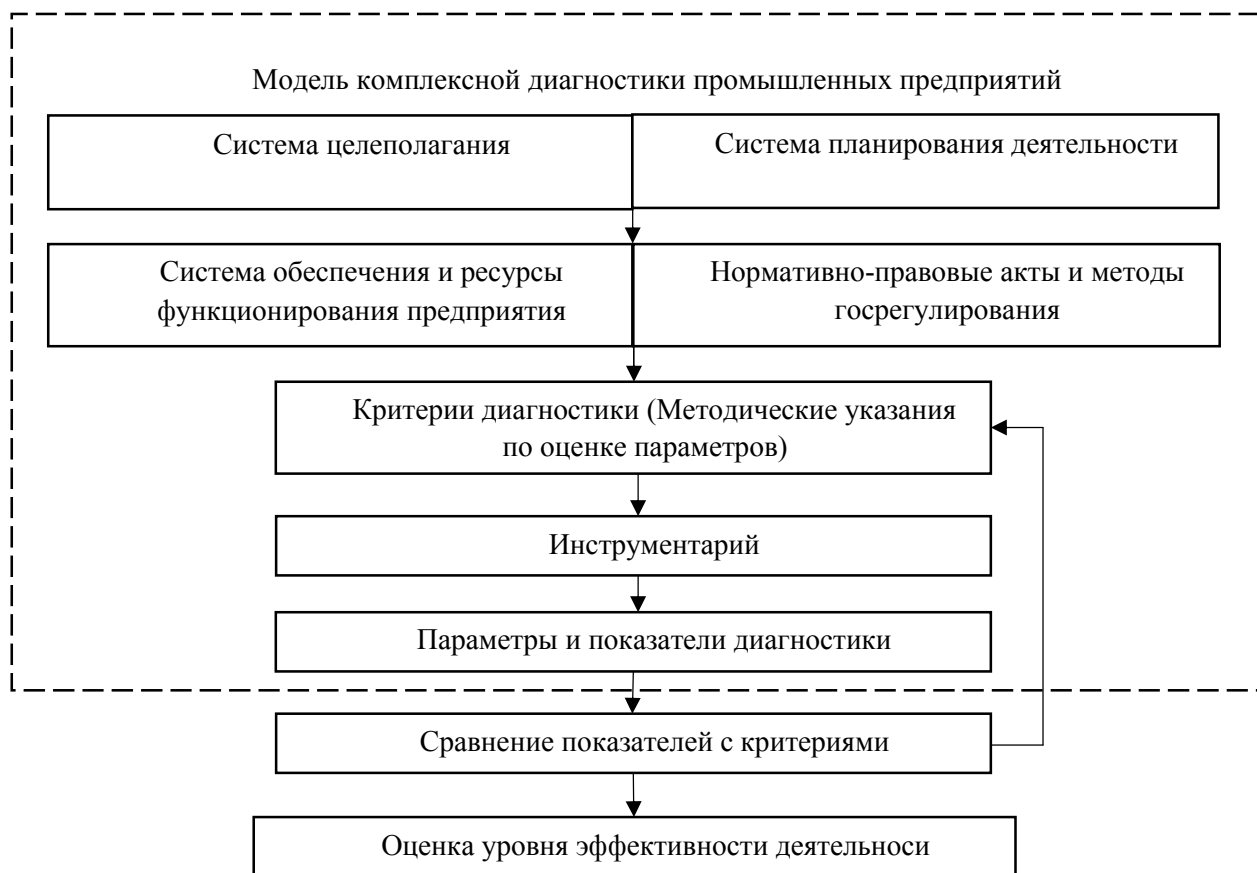 Модель комплексной диагностики промышленных предприятий
Система целеполагания
Система планирования деятельности
Система обеспечения и ресурсы
функционирования предприятия
Нормативно-правовые акты и методы
госрегулирования
Критерии диагностики (Методические указания
по оценке параметров)
Инструментарий
Параметры и показатели диагностики
Сравнение показателей с критериями
Оценка уровня эффективности деятельноси